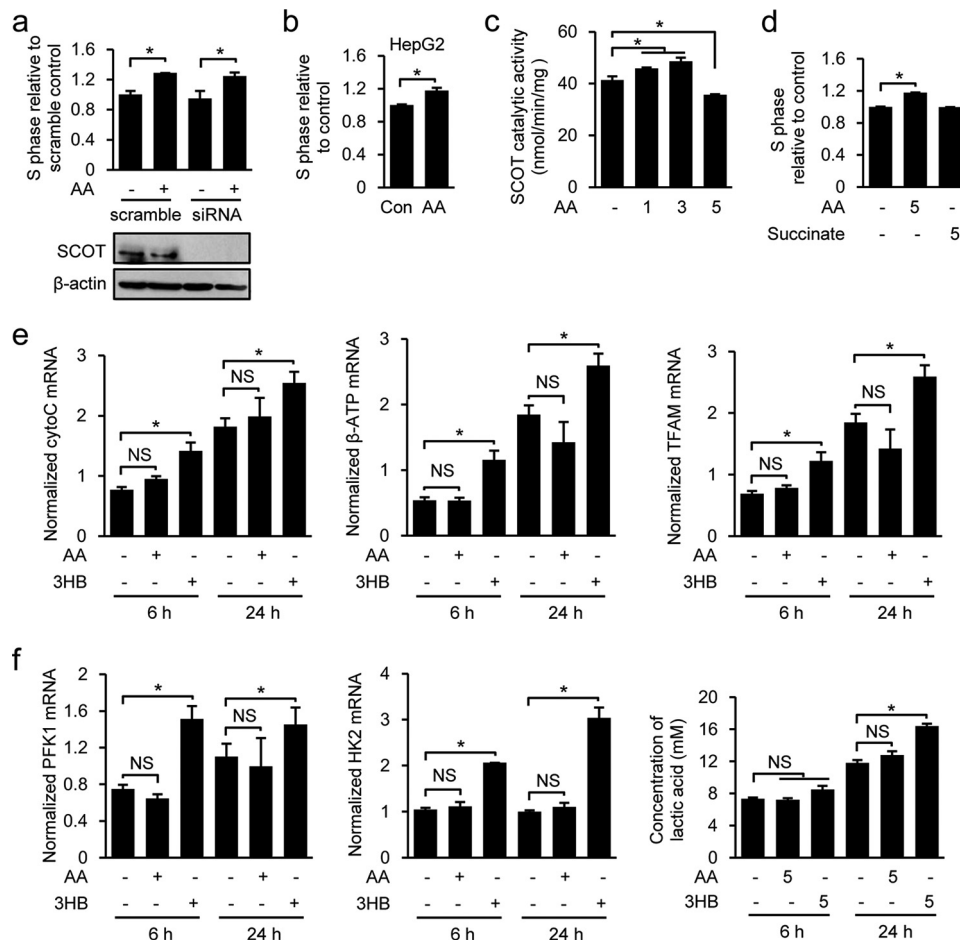 a
S phase relative to
scramble control
1.6
1.2
0.8
0.4
0
*
*
AA - + - +
scramble siRNA
SCOT
β-actin
b
HepG2
S phase relative
to control
1.6
1.2
0.8
0.4
0
*
Con AA
c
SCOT catalytic activity
(nmol/min/mg)
60
40
20
0
*
*
AA - 1 3 5
d
S phase
relative to control
1.6
1.2
0.8
0.4
0
*
AA - 5 -
Succinate - - 5
e
Normalized cytoC mRNA
3
2
1
0
*
NS
*
NS
AA - + - - + -
3HB - - + - - +
6 h 24 h
Normalized β-ATP mRNA
3
2
1
0
*
NS
*
NS
AA - + - - + -
3HB - - + - - +
6 h 24 h
Normalized TFAM mRNA
3
2
1
0
*
NS
*
NS
AA - + - - + -
3HB - - + - - +
6 h 24 h
f
Normalized PFK1 mRNA
2
1.6
1.2
0.8
0.4
0
*
NS
*
NS
AA - + - - + -
3HB - - + - - +
6 h 24 h
Normalized HK2 mRNA
4
3
2
1
0
*
NS
*
NS
AA - + - - + -
3HB - - + - - +
6 h 24 h
Concentration of
lactic acid (mM)
20
16
12
8
4
0
NS
*
NS
AA - 5 - - 5 -
3HB - - 5 - - 5
6 h 24 h